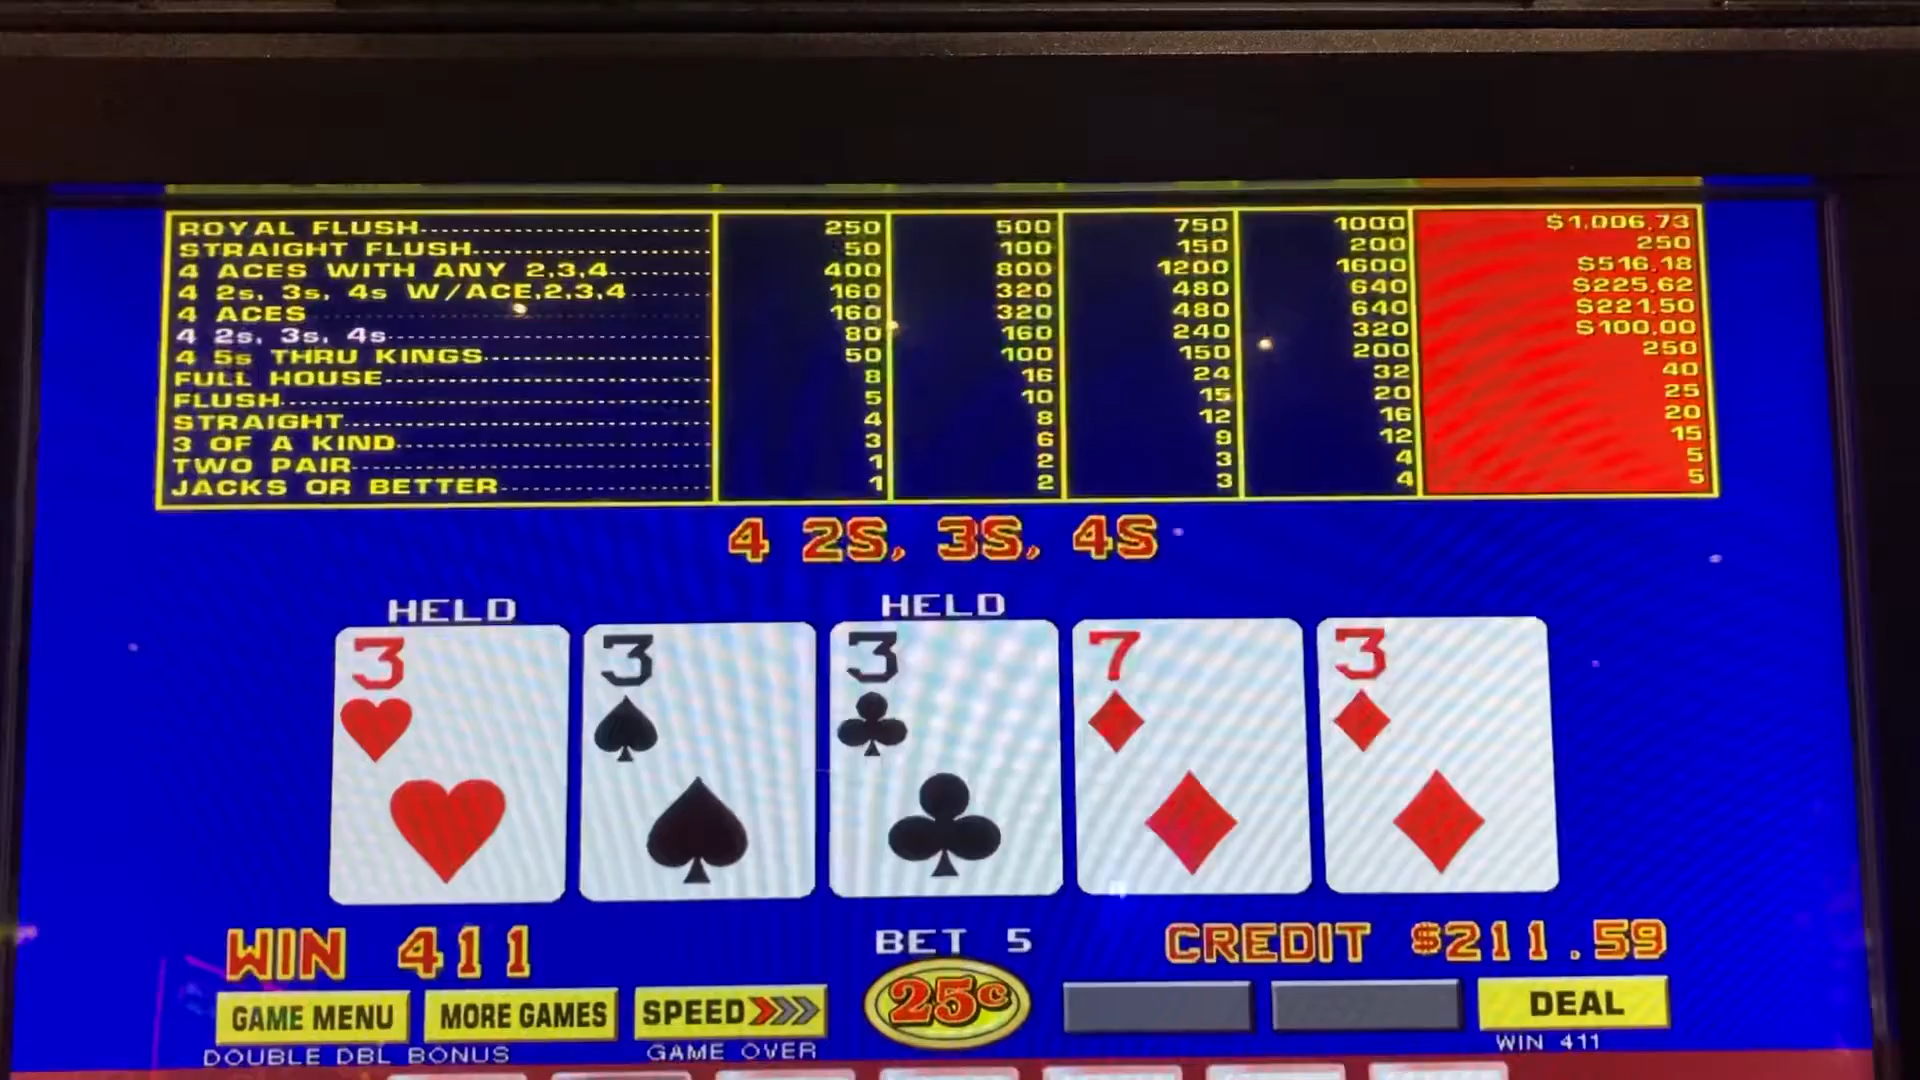 ROYAL FLUSH 250 500 750 1000 $1,006.73
STRAIGHT FLUSH 50 100 150 200 250
4 ACES WITH ANY 2,3,4 400 800 1200 1600 $516.18
4 2s, 3s, 4s W/ACE,2,3,4 160 320 480 640 $225.62
4 ACES 160 320 480 640 $221.50
4 2s, 3s, 4s 80 160 240 320 $100.00
4 5s THRU KINGS 50 100 150 200 250
FULL HOUSE 8 16 24 32 40
FLUSH 5 10 15 20 25
STRAIGHT 4 8 12 16 20
3 OF A KIND 3 6 9 12 15
TWO PAIR 1 2 3 4 5
JACKS OR BETTER 1 2 3 4 5
4 2S, 3S, 4S
HELD HELD
3 3 3 7 3
WIN 411 BET 5 CREDIT $211.59
GAME MENU MORE GAMES SPEED 25¢ DEAL
DOUBLE DBL BONUS GAME OVER WIN 411